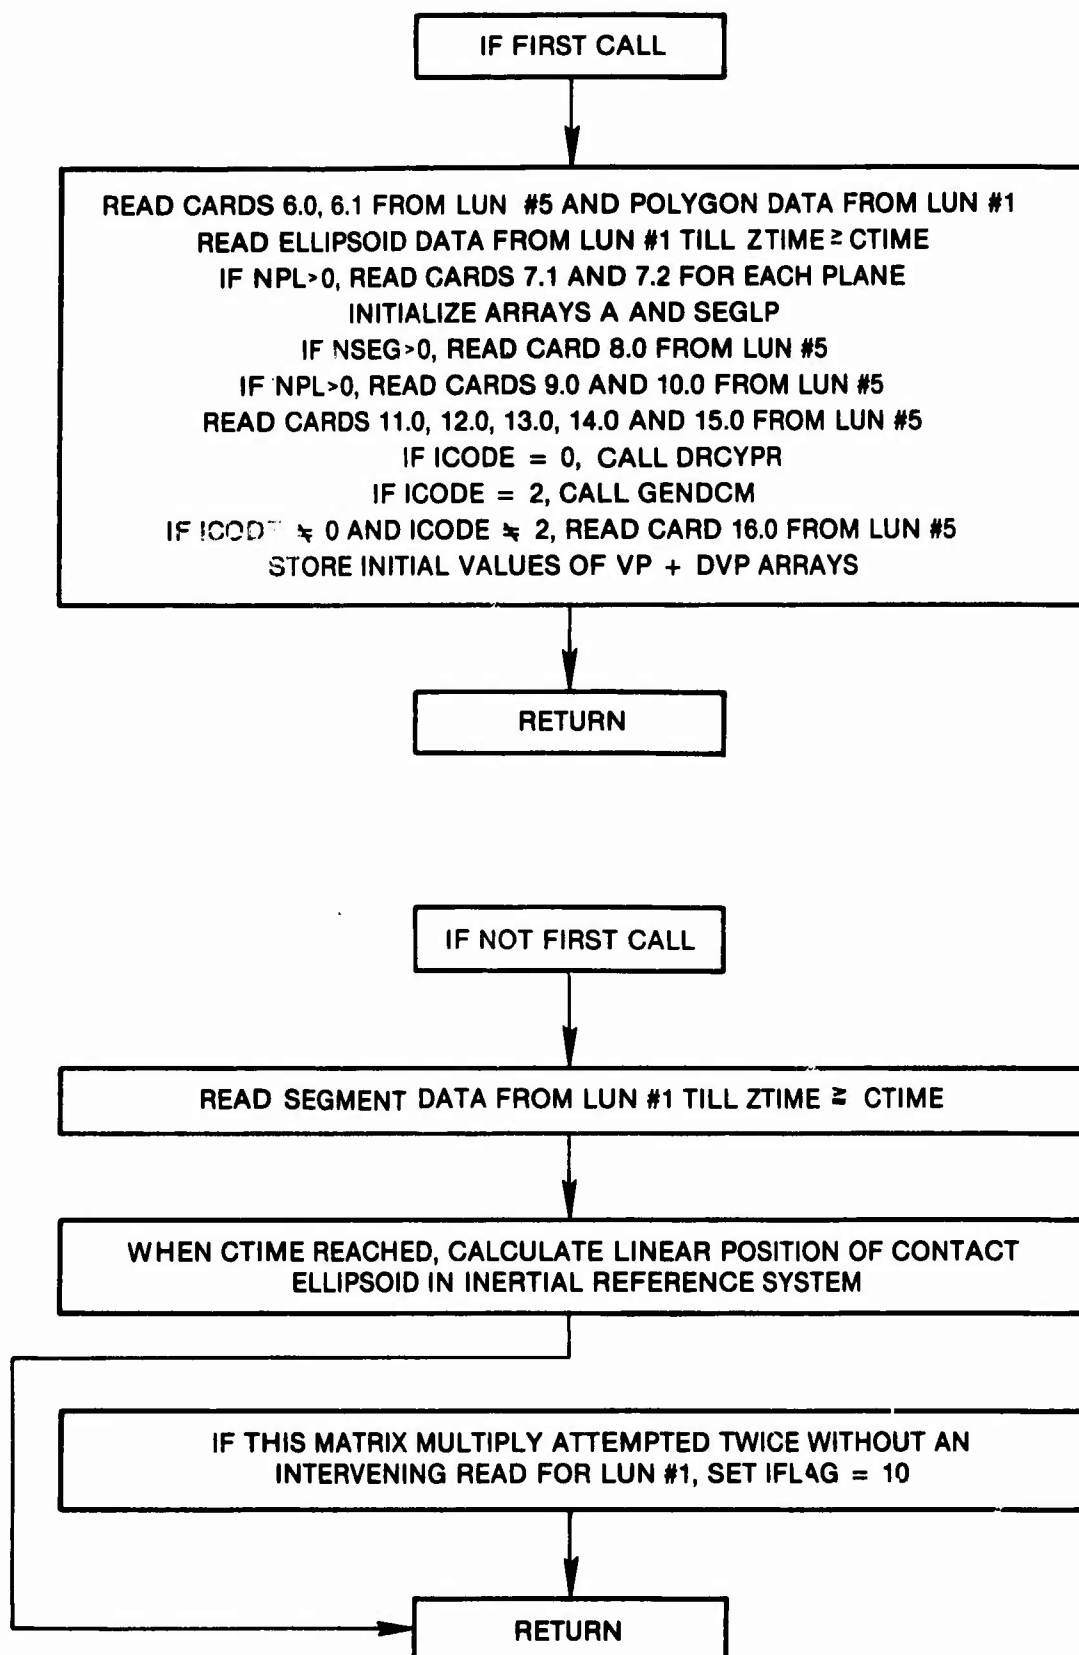 IF FIRST CALL
READ CARDS 6.0, 6.1 FROM LUN #5 AND POLYGON DATA FROM LUN #1
READ ELLIPSOID DATA FROM LUN #1 TILL ZTIME ≧ CTIME
IF NPL>0, READ CARDS 7.1 AND 7.2 FOR EACH PLANE
INITIALIZE ARRAYS A AND SEGLP
IF NSEG>0, READ CARD 8.0 FROM LUN #5
IF NPL>0, READ CARDS 9.0 AND 10.0 FROM LUN #5
READ CARDS 11.0, 12.0, 13.0, 14.0 AND 15.0 FROM LUN #5
IF ICODE = 0, CALL DRCYPR
IF ICODE = 2, CALL GENDCM
IF ICODE ≒ 0 AND ICODE ≒ 2, READ CARD 16.0 FROM LUN #5
STORE INITIAL VALUES OF VP + DVP ARRAYS
RETURN
IF NOT FIRST CALL
READ SEGMENT DATA FROM LUN #1 TILL ZTIME ≧ CTIME
WHEN CTIME REACHED, CALCULATE LINEAR POSITION OF CONTACT
ELLIPSOID IN INERTIAL REFERENCE SYSTEM
IF THIS MATRIX MULTIPLY ATTEMPTED TWICE WITHOUT AN
INTERVENING READ FOR LUN #1, SET IFLAG = 10
RETURN